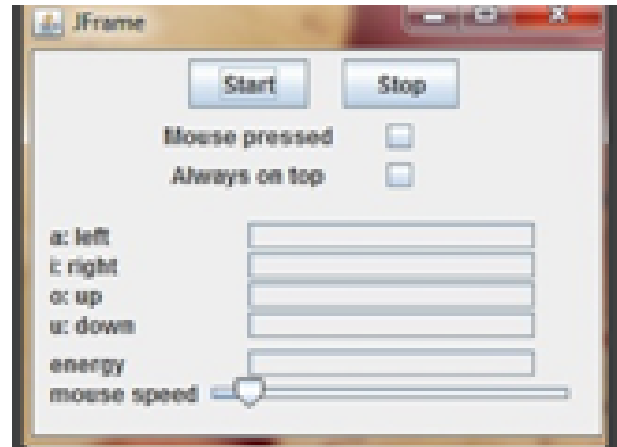 JFrame
Start Stop
Mouse pressed
Always on top
a: left
i: right
o: up
u: down
energy
mouse speed